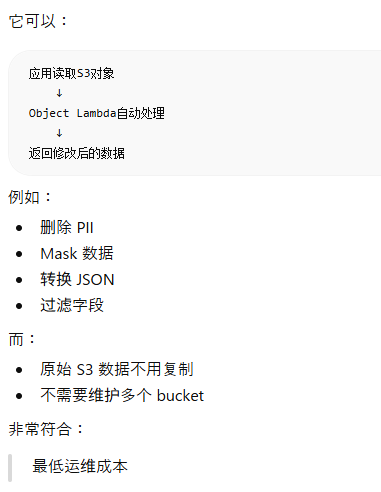 它可以：
应用读取S3对象
↓
Object Lambda自动处理
↓
返回修改后的数据
例如：
• 删除 PII
• Mask 数据
• 转换 JSON
• 过滤字段
而：
• 原始 S3 数据不用复制
• 不需要维护多个 bucket
非常符合：
最低运维成本